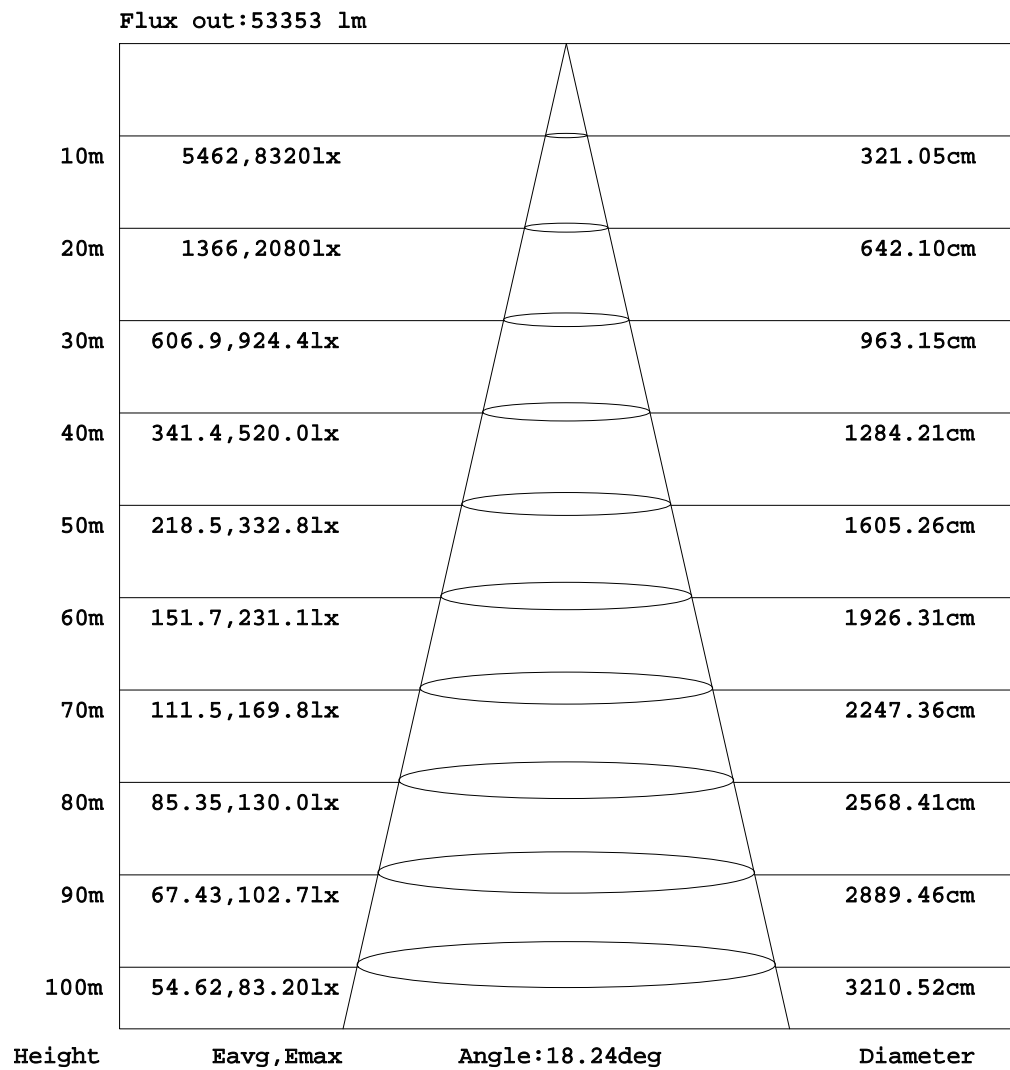 Flux out:53353 lm
10m 5462,8320lx 321.05cm
20m 1366,2080lx 642.10cm
30m 606.9,924.4lx 963.15cm
40m 341.4,520.0lx 1284.21cm
50m 218.5,332.8lx 1605.26cm
60m 151.7,231.1lx 1926.31cm
70m 111.5,169.8lx 2247.36cm
80m 85.35,130.0lx 2568.41cm
90m 67.43,102.7lx 2889.46cm
100m 54.62,83.20lx 3210.52cm
Height Eavg,Emax Angle:18.24deg Diameter